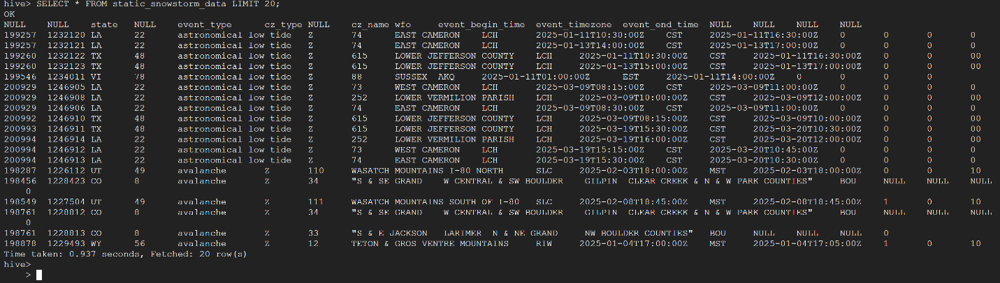 hive> SELECT * FROM static_snowstorm_data LIMIT 20;
OK
NULL NULL state NULL event_type cz_type NULL cz_name wfo event_begin_time event_timezone event_end_time NULL NULL NULL NULL
199257 1232120 LA 22 astronomical low tide Z 74 EAST CAMERON LCH 2025-01-11T10:30:00Z CST 2025-01-11T16:30:00Z 0 0 0 0
199257 1232121 LA 22 astronomical low tide Z 74 EAST CAMERON LCH 2025-01-13T14:00:00Z CST 2025-01-13T17:00:00Z 0 0 0 0
199260 1232122 TX 48 astronomical low tide Z 615 LOWER JEFFERSON COUNTY LCH 2025-01-11T10:30:00Z CST 2025-01-11T16:30:00Z 0 0 00
199260 1232123 TX 48 astronomical low tide Z 615 LOWER JEFFERSON COUNTY LCH 2025-01-13T15:00:00Z CST 2025-01-13T17:00:00Z 0 0 00
199546 1234011 VI 78 astronomical low tide Z 88 SUSSEX AKQ 2025-01-11T01:00:00Z EST 2025-01-11T14:00:00Z 0 0 0 0
200929 1246905 LA 22 astronomical low tide Z 73 WEST CAMERON LCH 2025-03-09T08:15:00Z CST 2025-03-09T11:00:00Z 0 0 0 0
200929 1246908 LA 22 astronomical low tide Z 252 LOWER VERMILION PARISH LCH 2025-03-09T10:00:00Z CST 2025-03-09T12:00:00Z 0 0 00
200929 1246906 LA 22 astronomical low tide Z 74 EAST CAMERON LCH 2025-03-09T08:30:00Z CST 2025-03-09T11:00:00Z 0 0 0 0
200992 1246910 TX 48 astronomical low tide Z 615 LOWER JEFFERSON COUNTY LCH 2025-03-09T08:15:00Z CST 2025-03-09T10:00:00Z 0 0 00
200993 1246911 TX 48 astronomical low tide Z 615 LOWER JEFFERSON COUNTY LCH 2025-03-19T15:30:00Z CST 2025-03-20T10:30:00Z 0 0 00
200994 1246914 LA 22 astronomical low tide Z 252 LOWER VERMILION PARISH LCH 2025-03-19T16:00:00Z CST 2025-03-20T12:00:00Z 0 0 00
200994 1246912 LA 22 astronomical low tide Z 73 WEST CAMERON LCH 2025-03-19T15:15:00Z CST 2025-03-20T10:45:00Z 0 0 0 0
200994 1246913 LA 22 astronomical low tide Z 74 EAST CAMERON LCH 2025-03-19T15:30:00Z CST 2025-03-20T10:30:00Z 0 0 0 0
198287 1226112 UT 49 avalanche Z 110 WASATCH MOUNTAINS I-80 NORTH SLC 2025-02-03T18:00:00Z MST 2025-02-03T18:00:00Z 0 0 10
198456 1228423 CO 8 avalanche Z 34 "S & SE GRAND W CENTRAL & SW BOULDER GILPIN CLEAR CREEK & N & W PARK COUNTIES" BOU NULL NULL NULL
0
198549 1227504 UT 49 avalanche Z 111 WASATCH MOUNTAINS SOUTH OF I-80 SLC 2025-02-08T18:45:00Z MST 2025-02-08T18:45:00Z 1 0 10
198761 1228812 CO 8 avalanche Z 34 "S & SE GRAND W CENTRAL & SW BOULDER GILPIN CLEAR CREEK & N & W PARK COUNTIES" BOU NULL NULL NULL
0
198761 1228813 CO 8 avalanche Z 33 "S & E JACKSON LARIMER N & NE GRAND NW BOULDER COUNTIES" BOU NULL NULL NULL 0
198878 1229493 WY 56 avalanche Z 12 TETON & GROS VENTRE MOUNTAINS RIW 2025-01-04T17:00:00Z MST 2025-01-04T17:05:00Z 1 0 10
Time taken: 0.937 seconds, Fetched: 20 row(s)
hive>
>